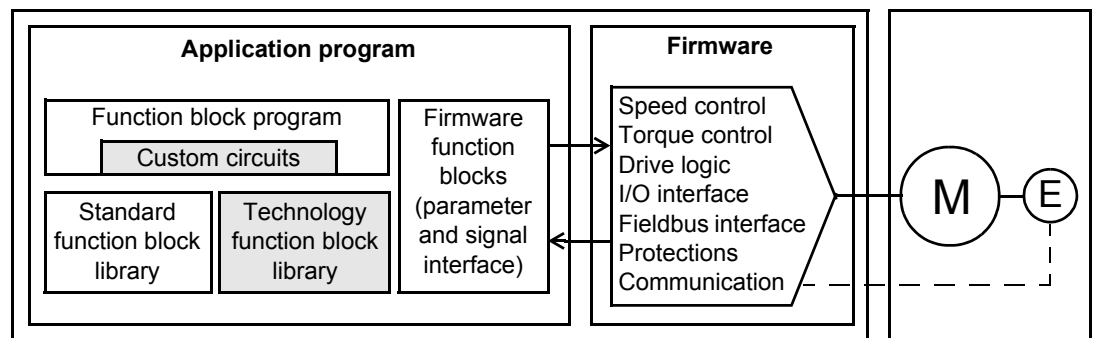 Application program
Function block program
Custom circuits
Standard
function block
library
Technology
function block
library
Firmware
function
blocks
(parameter
and signal
interface)
Firmware
Speed control
Torque control
Drive logic
I/O interface
Fieldbus interface
Protections
Communication
M
E